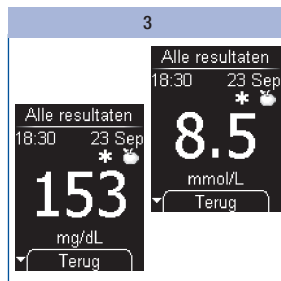 3
Alle resultaten
18:30 23 Sep
*
153
mg/dL
Terug
Alle resultaten
18:30 23 Sep
*
8.5
mmol/L
Terug